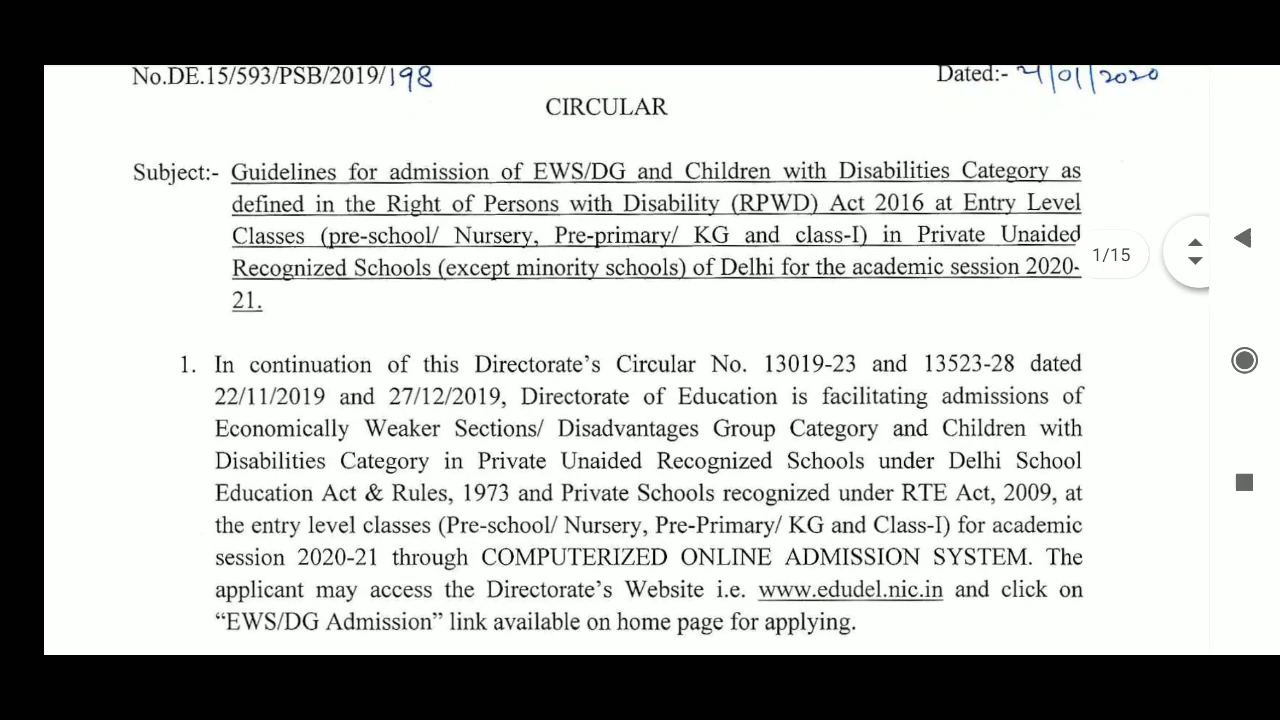 No.DE.15/593/PSB/2019/198 Dated:- /01/2020
CIRCULAR
Subject:- Guidelines for admission of EWS/DG and Children with Disabilities Category as
defined in the Right of Persons with Disability (RPWD) Act 2016 at Entry Level
Classes (pre-school/ Nursery, Pre-primary/ KG and class-I) in Private Unaided
Recognized Schools (except minority schools) of Delhi for the academic session 2020-
21.
1/15
1. In continuation of this Directorate's Circular No. 13019-23 and 13523-28 dated
22/11/2019 and 27/12/2019, Directorate of Education is facilitating admissions of
Economically Weaker Sections/ Disadvantages Group Category and Children with
Disabilities Category in Private Unaided Recognized Schools under Delhi School
Education Act & Rules, 1973 and Private Schools recognized under RTE Act, 2009, at
the entry level classes (Pre-school/ Nursery, Pre-Primary/ KG and Class-I) for academic
session 2020-21 through COMPUTERIZED ONLINE ADMISSION SYSTEM. The
applicant may access the Directorate's Website i.e. www.edudel.nic.in and click on
“EWS/DG Admission” link available on home page for applying.